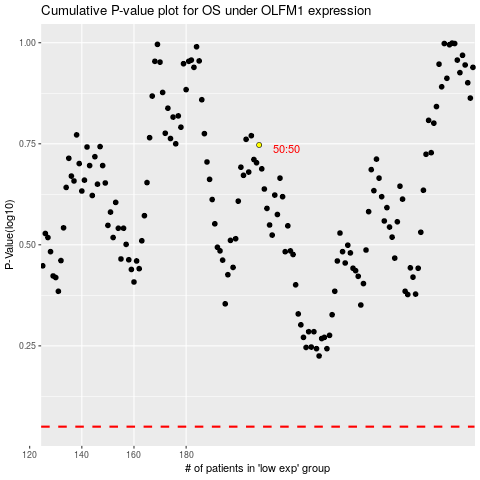 Cumulative P-value plot for OS under OLFM1 expression
P-Value(log10)
1.00
0.75
0.50
0.25
50:50
120 140 160 180
# of patients in 'low exp' group